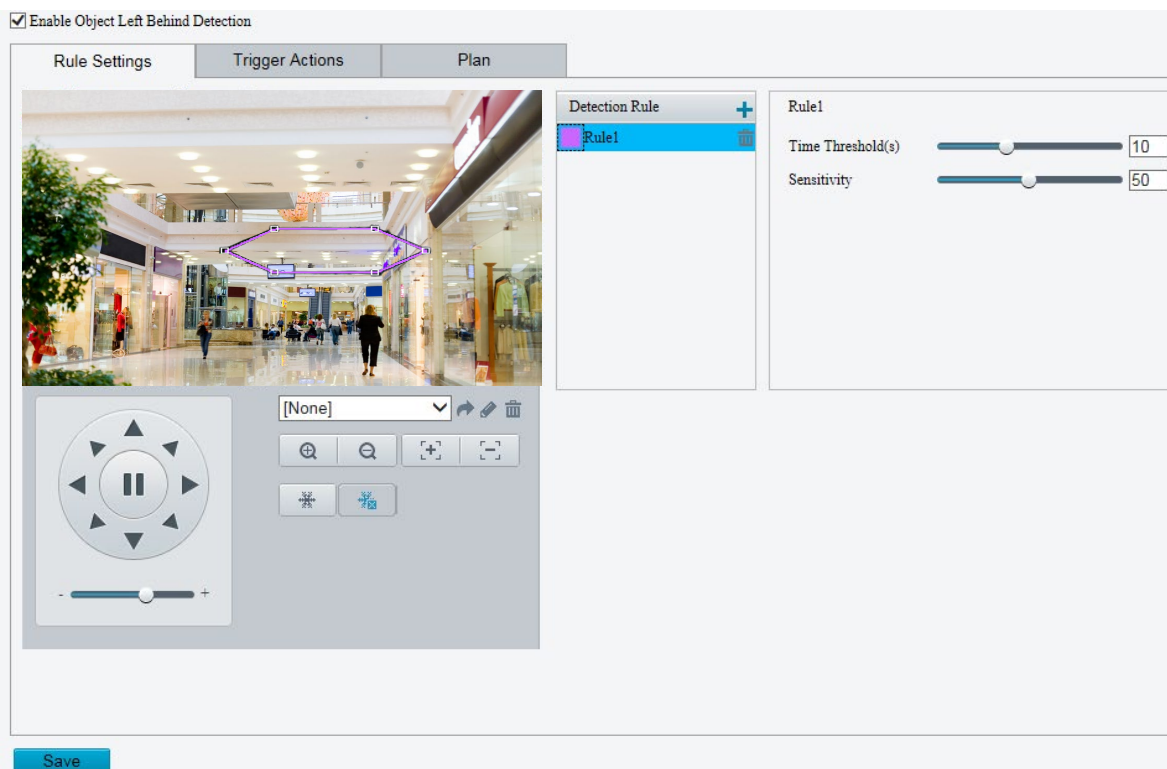 Enable Object Left Behind Detection
Rule Settings
Trigger Actions
Plan
Detection Rule
Rule1
Rule1
Time Threshold(s)
10
Sensitivity
50
[None]
- +
Save